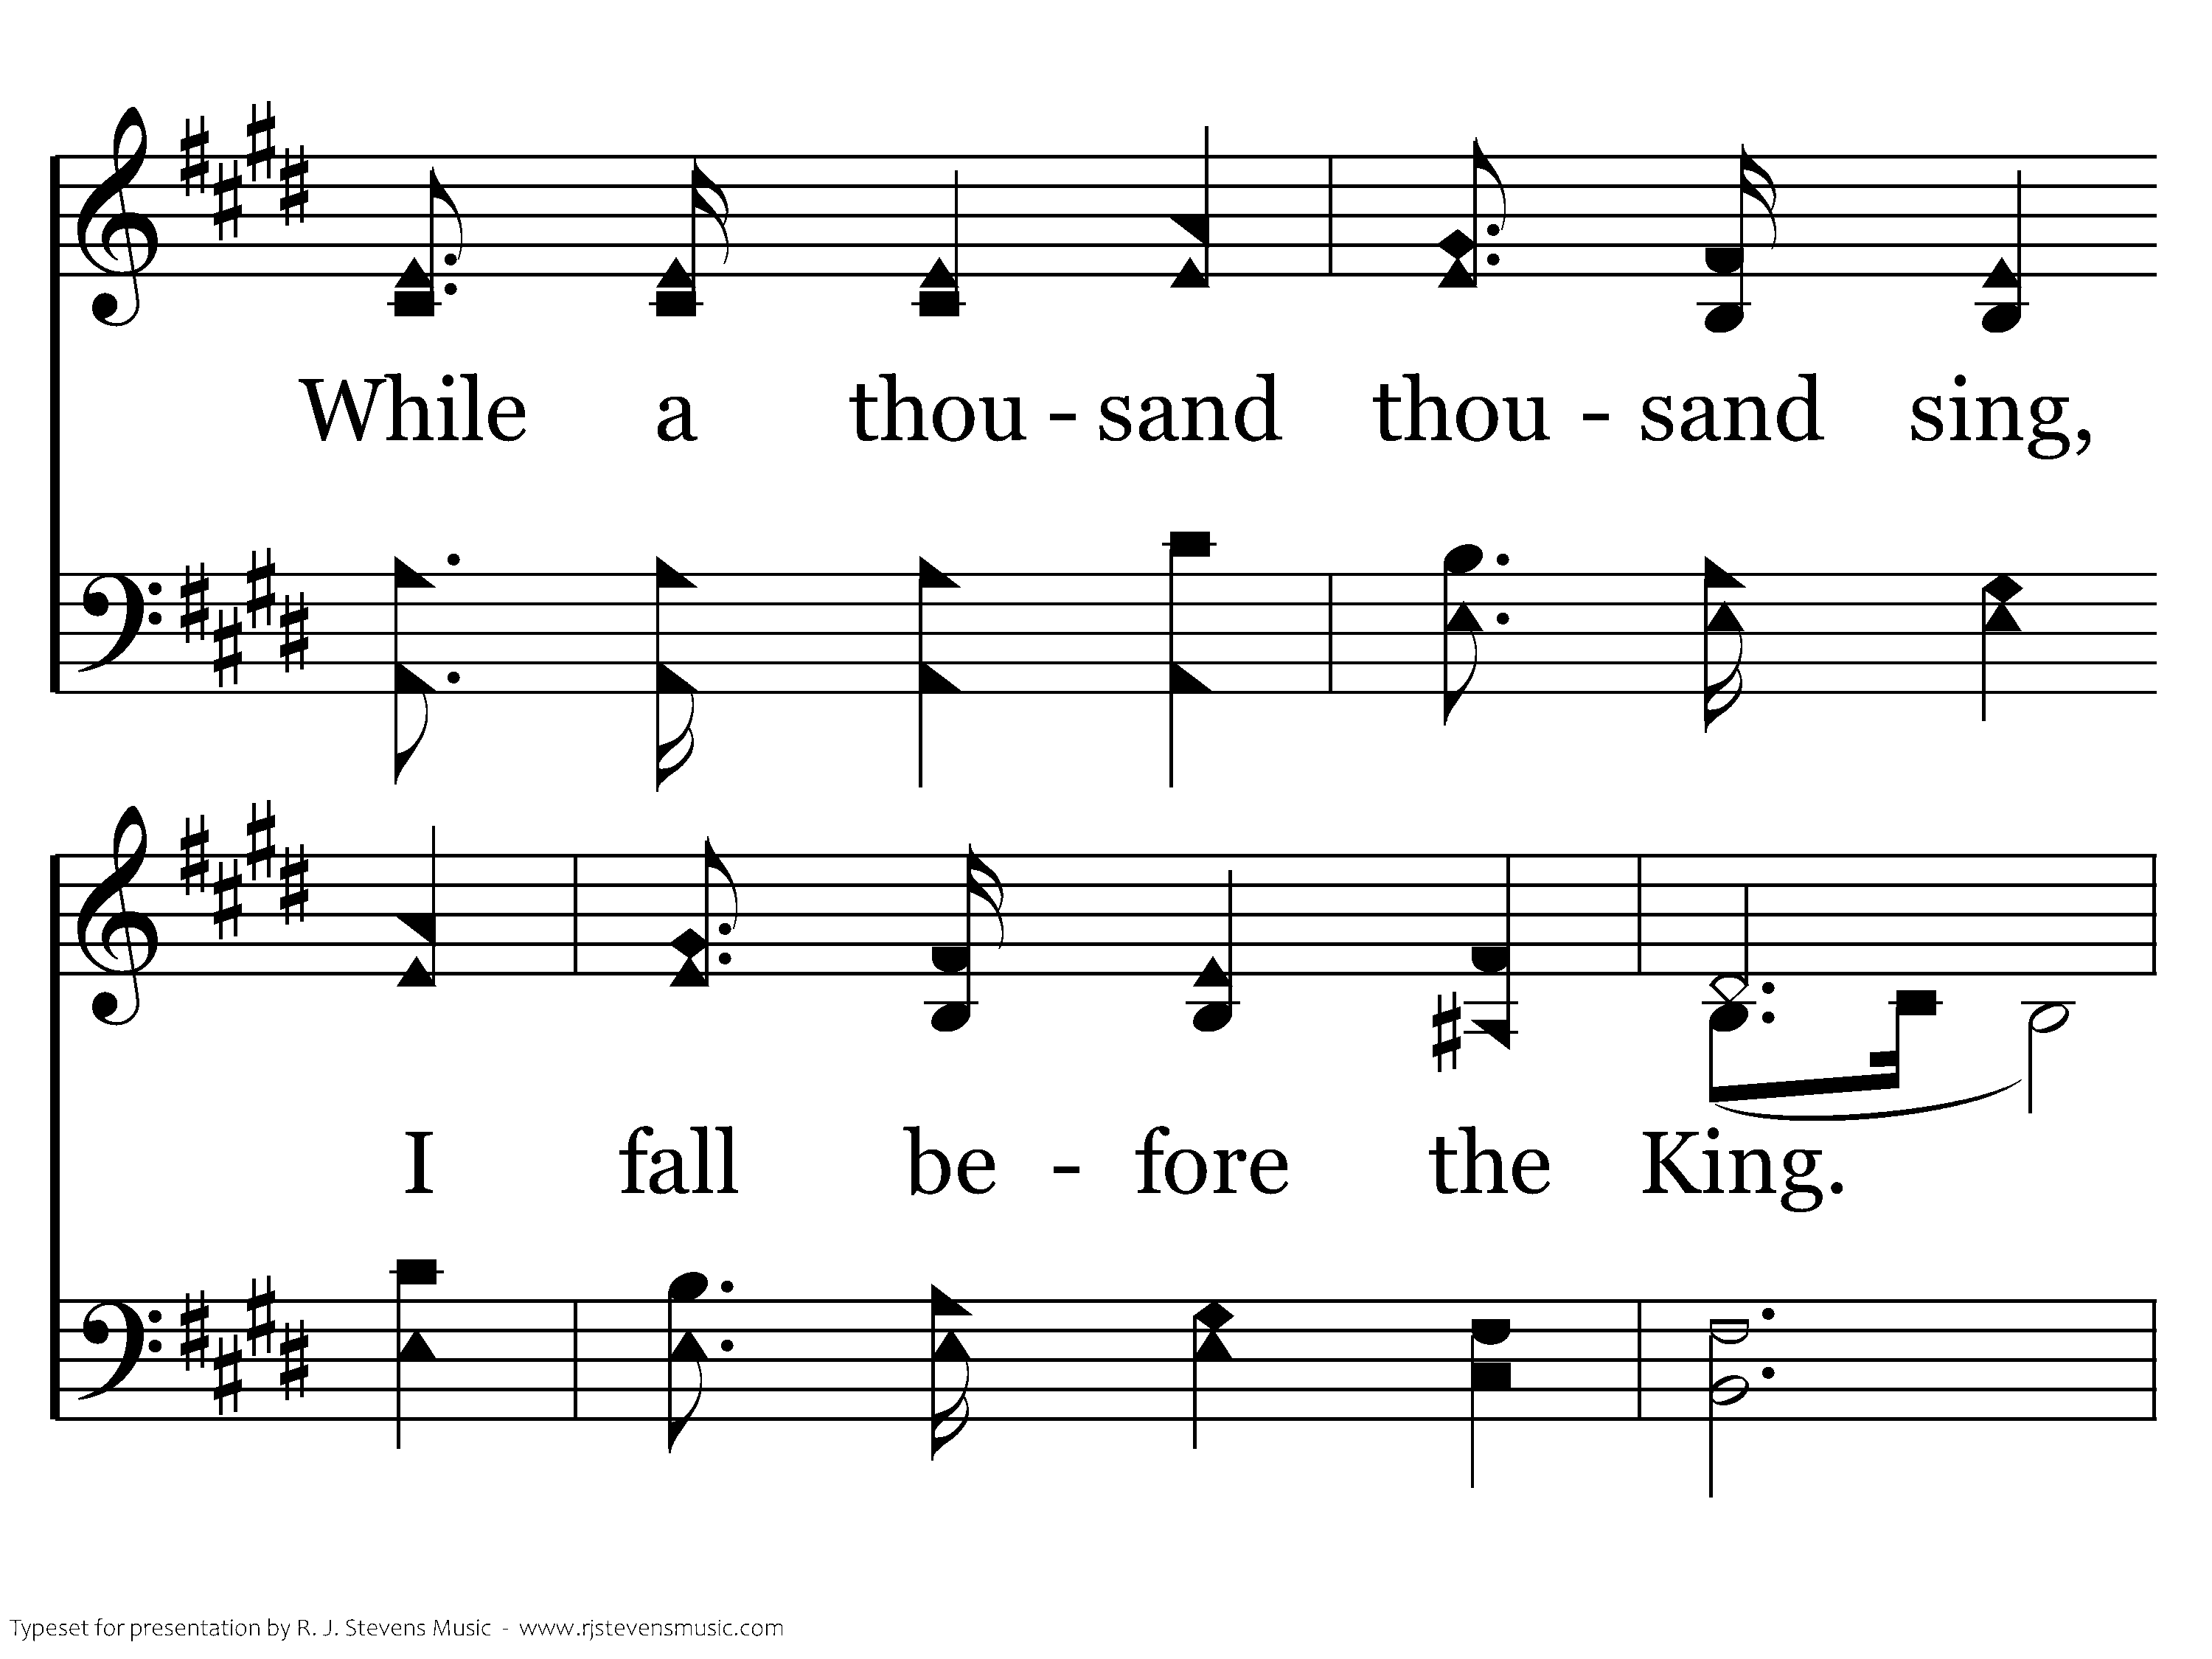 While a thou - sand thou - sand sing,
I fall be - fore the King.
Typeset for presentation by R. J. Stevens Music - www.rjstevensmusic.com